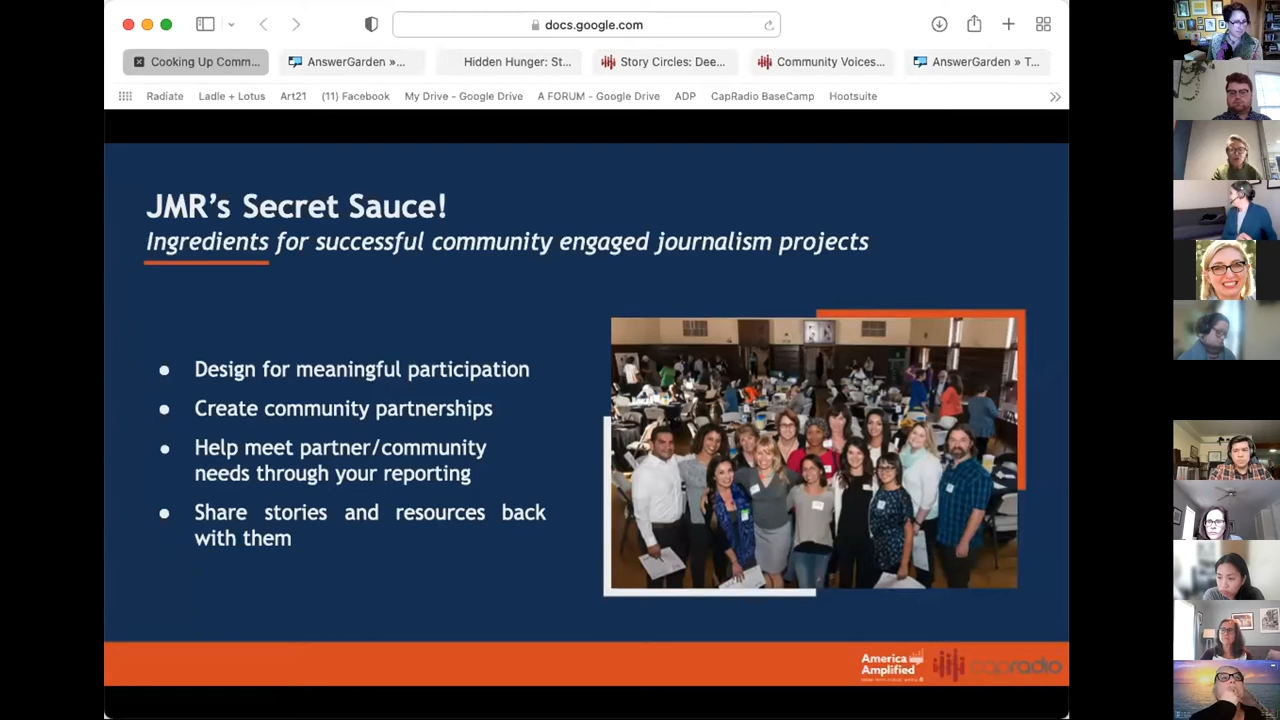 docs.google.com
Cooking Up Comm...
AnswerGarden »...
Hidden Hunger: St...
Story Circles: Dee...
Community Voices...
AnswerGarden » T...
Radiate
Ladle + Lotus
Art21
(11) Facebook
My Drive - Google Drive
A FORUM - Google Drive
ADP
CapRadio BaseCamp
Hootsuite
JMR's Secret Sauce!
Ingredients for successful community engaged journalism projects
Design for meaningful participation
Create community partnerships
Help meet partner/community
needs through your reporting
Share stories and resources back
with them
America
Amplified
capradio